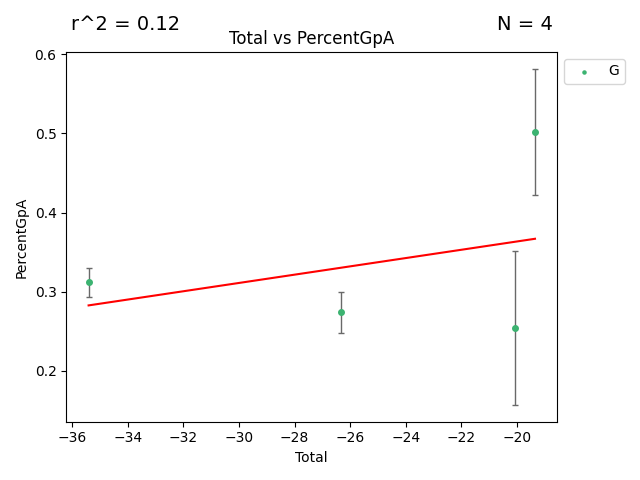 r^2 = 0.12
N = 4
Total vs PercentGpA
G
PercentGpA
0.6
0.5
0.4
0.3
0.2
−36 −34 −32 −30 −28 −26 −24 −22 −20
Total